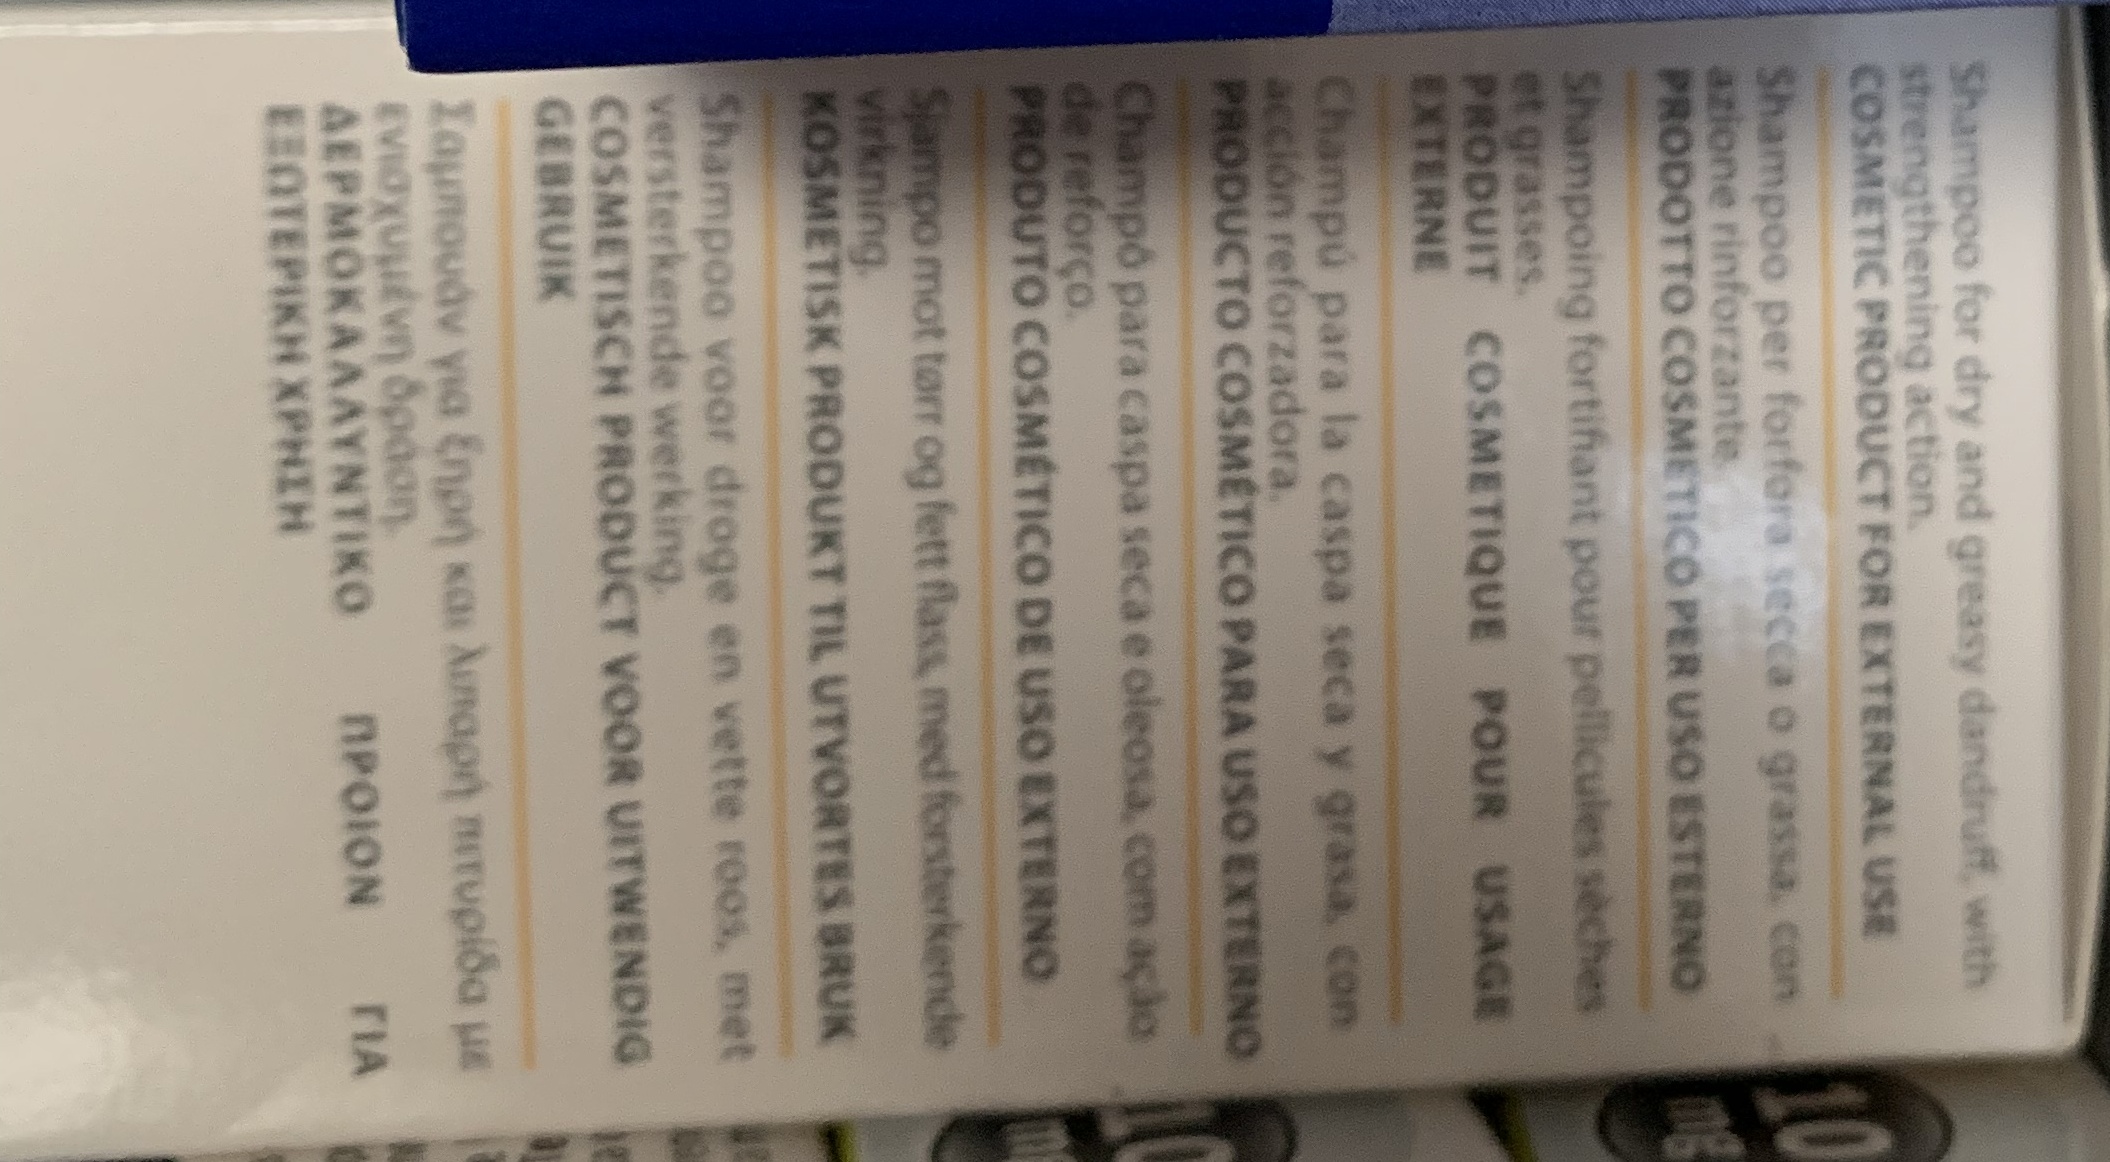 Shampoo for dry and greasy dandruff, with
strengthening action.
COSMETIC PRODUCT FOR EXTERNAL USE
Shampoo per forfora secca o grassa, con
azione rinforzante.
PRODOTTO COSMETICO PER USO ESTERNO
Shampoing fortifiant pour pellicules sèches
et grasses.
PRODUIT COSMETIQUE POUR USAGE
EXTERNE
Champú para la caspa seca y grasa, con
acción reforzadora.
PRODUCTO COSMÉTICO PARA USO EXTERNO
Champô para caspa seca e oleosa, com ação
de reforço.
PRODUTO COSMÉTICO DE USO EXTERNO
Sjampo mot tørr og fett flass, med forsterkende
virkning.
KOSMETISK PRODUKT TIL UTVORTES BRUK
Shampoo voor droge en vette roos, met
versterkende werking.
COSMETISCH PRODUCT VOOR UITWENDIG
GEBRUIK
Σαμπουάν για ξηρή και λιπαρή πιτυρίδα με
ενισχυμένη δράση.
ΔΕΡΜΟΚΑΛΛΥΝΤΙΚΟ ΠΡΟΙΟΝ ΓΙΑ
ΕΞΩΤΕΡΙΚΗ ΧΡΗΣΗ
10
mg
10